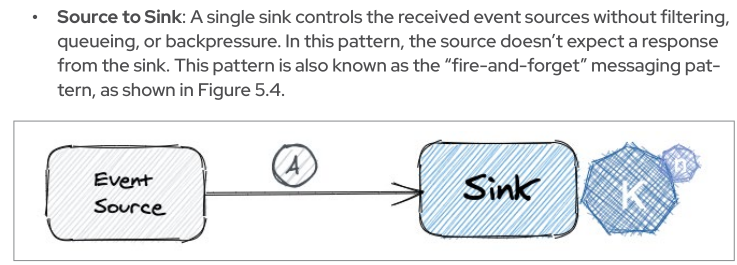 • Source to Sink: A single sink controls the received event sources without filtering,
queueing, or backpressure. In this pattern, the source doesn’t expect a response
from the sink. This pattern is also known as the “fire-and-forget” messaging pat-
tern, as shown in Figure 5.4.
A
Event
Source
Sink
K
n